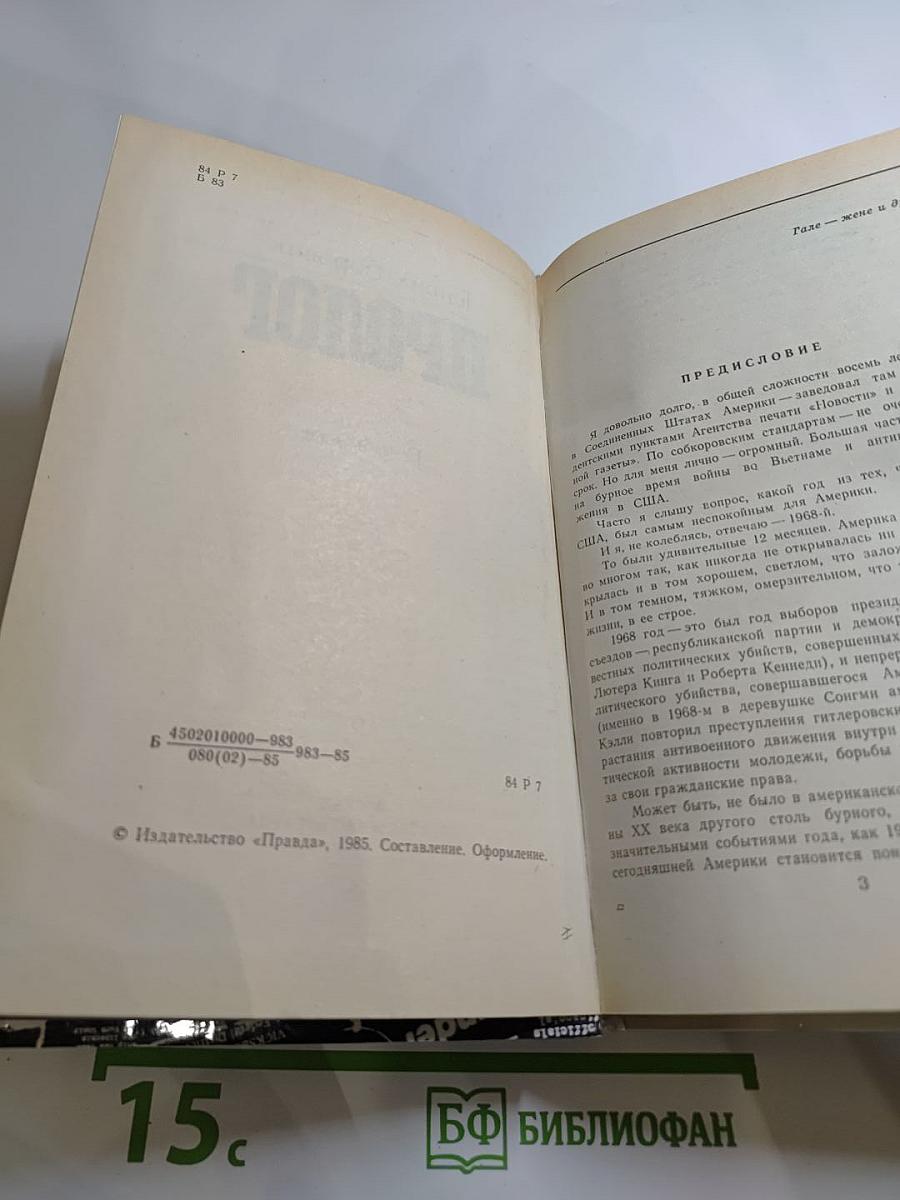 84 Р 7
Б 83
Б 4502010000—983
080(02)—85 983—85
84 Р 7
© Издательство «Правда», 1985. Составление. Оформление.
Гале — жене и
ПРЕДИСЛОВИЕ
Я довольно долго, в общей сложности восемь
в Соединенных Штатах Америки — заведовал там
дентскими пунктами Агентства печати «Новости» и
ной газеты». По собкоровским стандартам — не
срок. Но для меня лично — огромный. Большая
на бурное время войны во Вьетнаме и
жения в США.
Часто я слышу вопрос, какой год из тех,
США, был самым неспокойным для Америки.
И я, не колеблясь, отвечаю — 1968-й.
То были удивительные 12 месяцев. Америка
во многом так, как никогда не открывалась ни
крылась и в том хорошем, светлом, что
И в том темном, тяжком, омерзительном, что
жизни, в ее строе.
1968 год — это был год выборов
съездов — республиканской партии и
вестных политических убийств, совершенных
Лютера Кинга и Роберта Кеннеди), и
литического убийства, совершавшегося
(именно в 1968-м в деревушке Сонгми
Кэлли повторил преступления
растания антивоенного движения внутри
тической активности молодежи, борьбы
за свои гражданские права.
Может быть, не было в
ны XX века другого столь бурного,
значительными событиями года, как
сегодняшней Америки становится
3
ПРОЛОГ
15 с
БФ БИБЛИОФАН